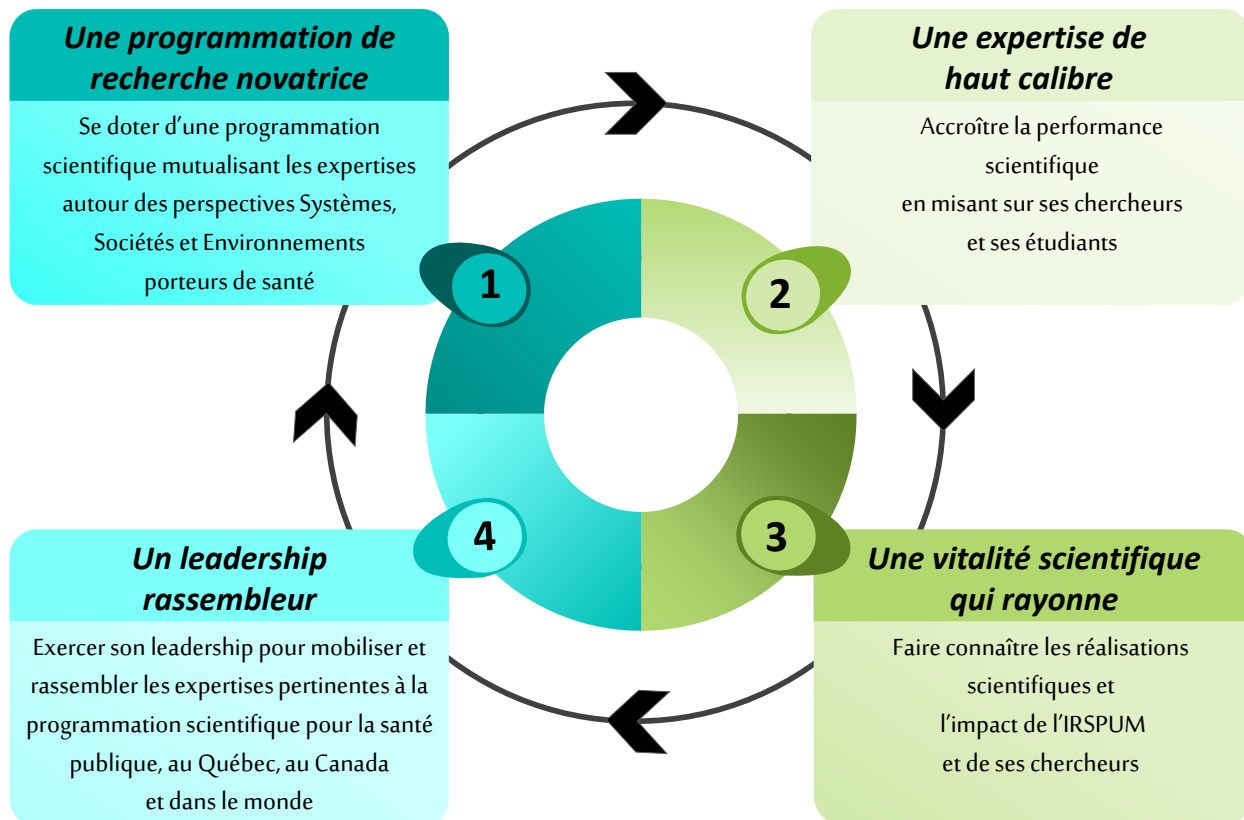 Une programmation de
recherche novatrice
Se doter d’une programmation
scientifique mutualisant les expertises
autour des perspectives Systèmes,
Sociétés et Environnements
porteurs de santé
1
Une expertise de
haut calibre
Accroître la performance
scientifique
en misant sur ses chercheurs
et ses étudiants
2
3
Une vitalité scientifique
qui rayonne
Faire connaître les réalisations
scientifiques et
l’impact de l’IRSPUM
et de ses chercheurs
4
Un leadership
rassembleur
Exercer son leadership pour mobiliser et
rassembler les expertises pertinentes à la
programmation scientifique pour la santé
publique, au Québec, au Canada
et dans le monde